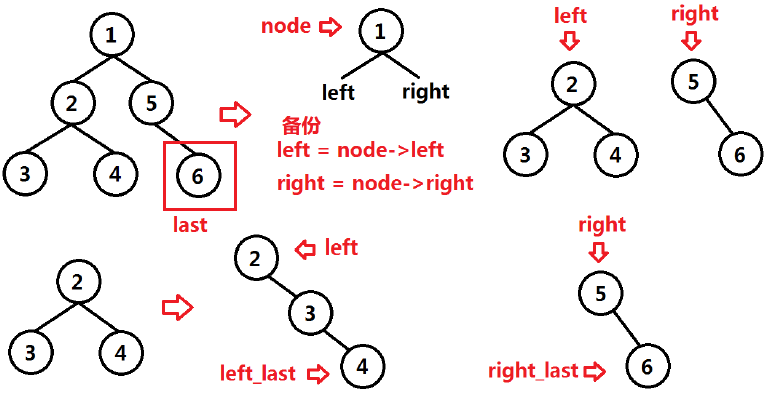 1
2
5
3
4
6
last
node
1
left
right
备份
left = node->left
right = node->right
left
right
2
5
3
4
6
2
3
4
2
left
3
left_last
4
right
5
right_last
6